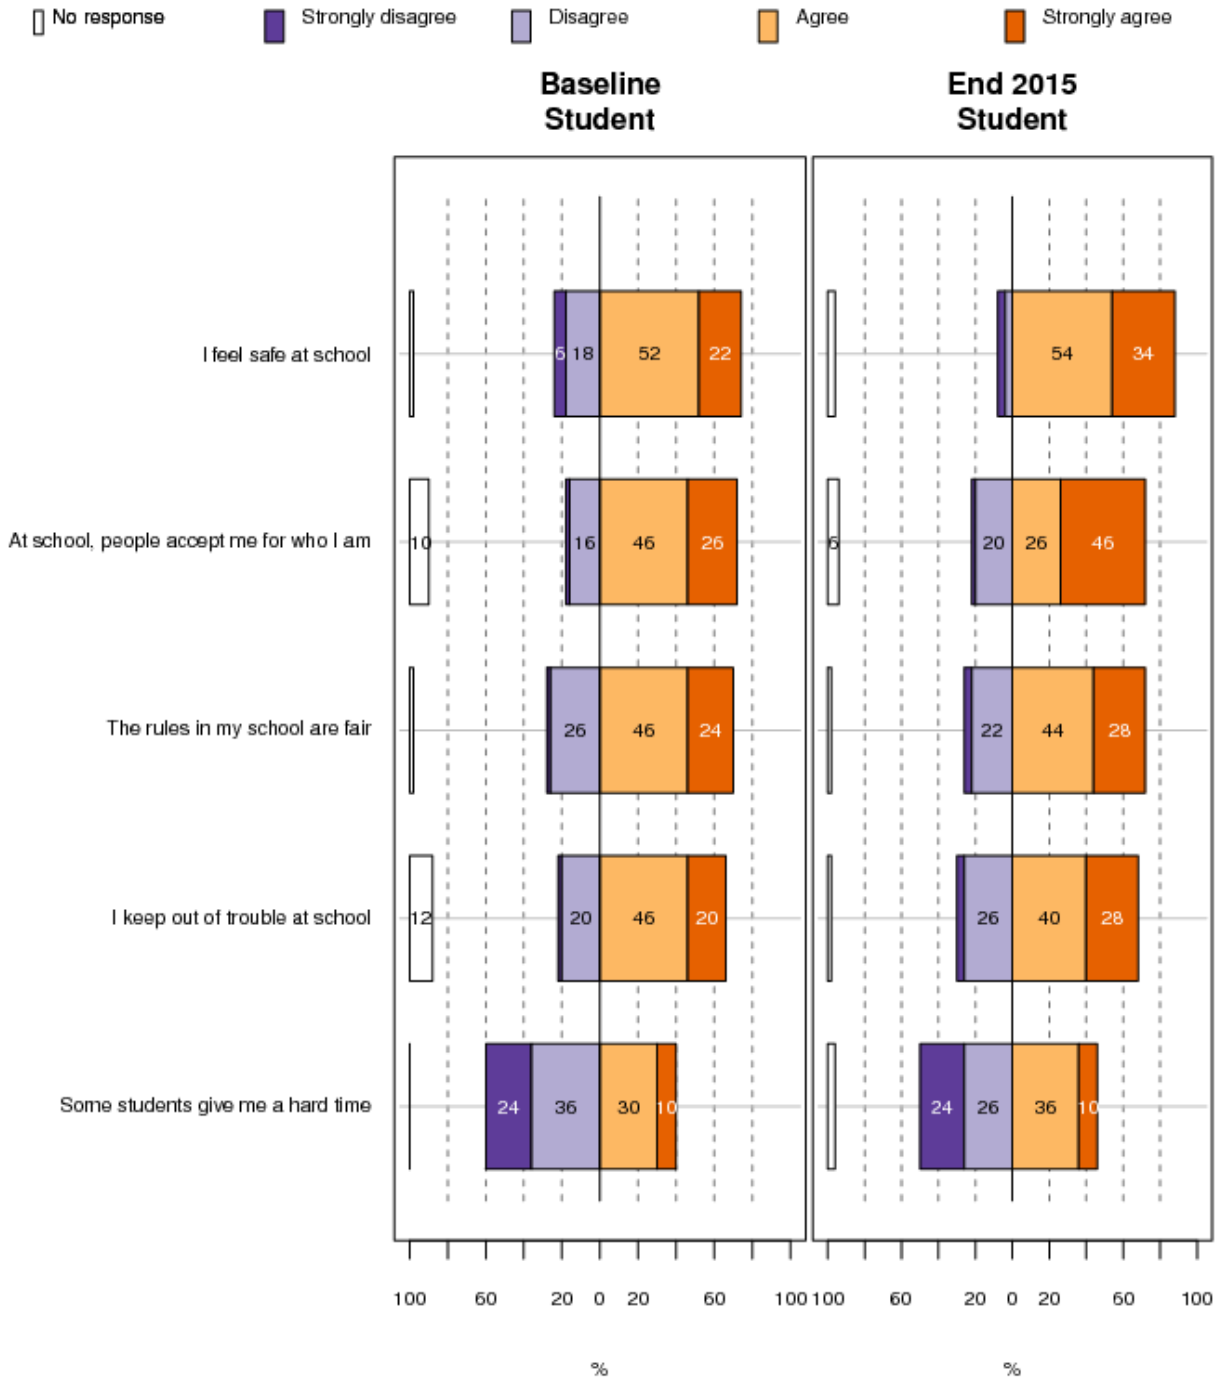 No response Strongly disagree Disagree Agree Strongly agree
Baseline Student
End 2015 Student
I feel safe at school
6 18 52 22
54 34
At school, people accept me for who I am
10 16 46 26
6 20 26 46
The rules in my school are fair
26 46 24
22 44 28
I keep out of trouble at school
12 20 46 20
26 40 28
Some students give me a hard time
24 36 30 10
24 26 36 10
100 60 20 0 20 60 100
100 60 20 0 20 60 100
%
%